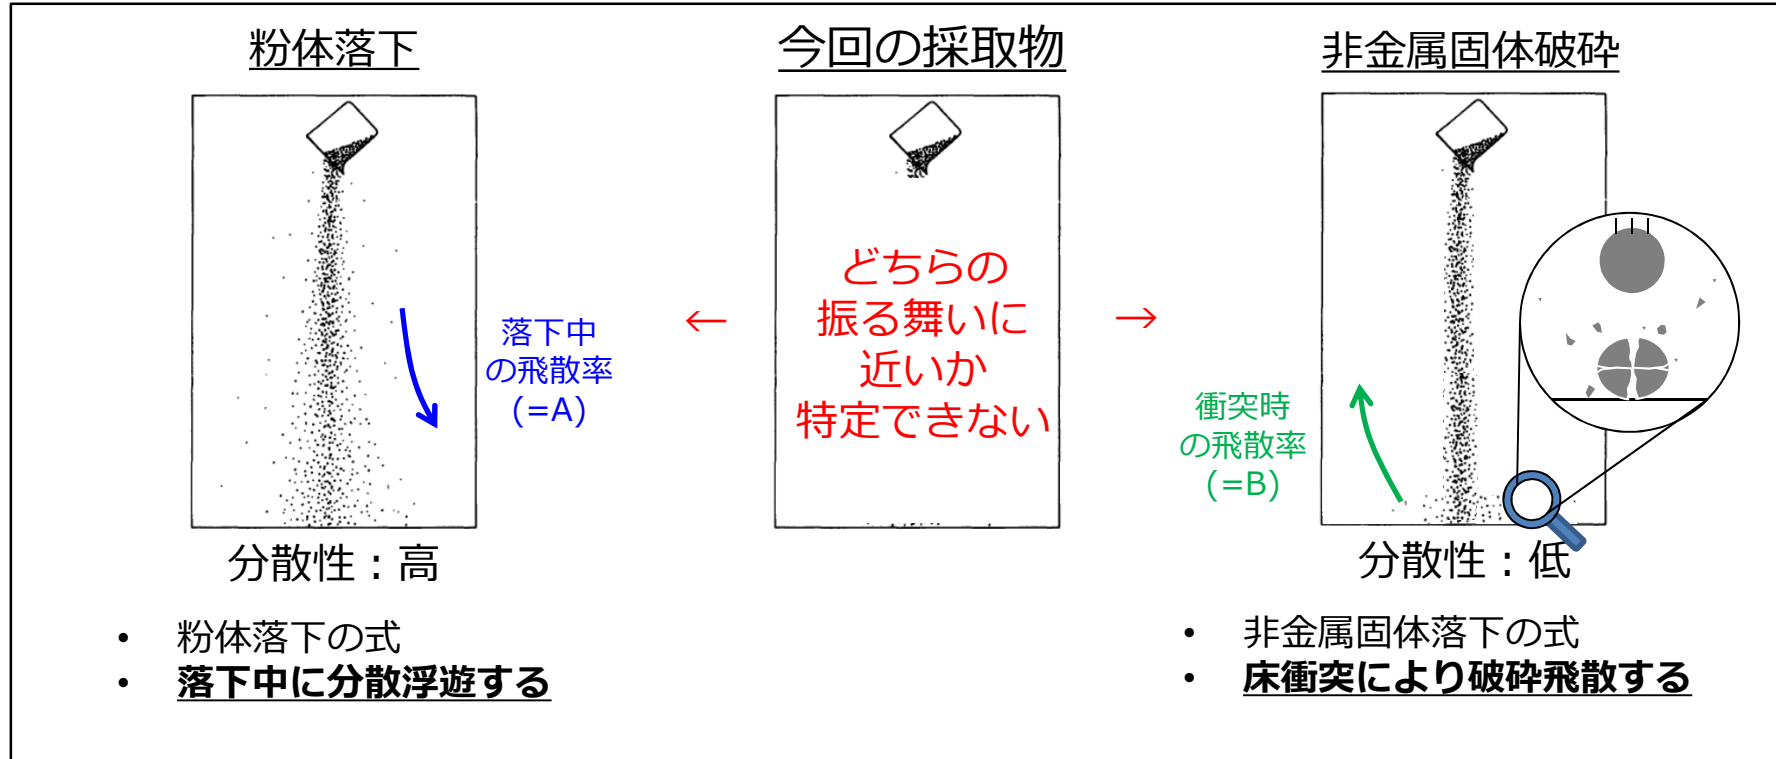 粉体落下
今回の採取物
非金属固体破砕
落下中
の飛散率
(=A)
←
どちらの
振る舞いに
近いか
特定できない
→
衝突時
の飛散率
(=B)
分散性：高
分散性：低
• 粉体落下の式
• 落下中に分散浮遊する
• 非金属固体落下の式
• 床衝突により破砕飛散する